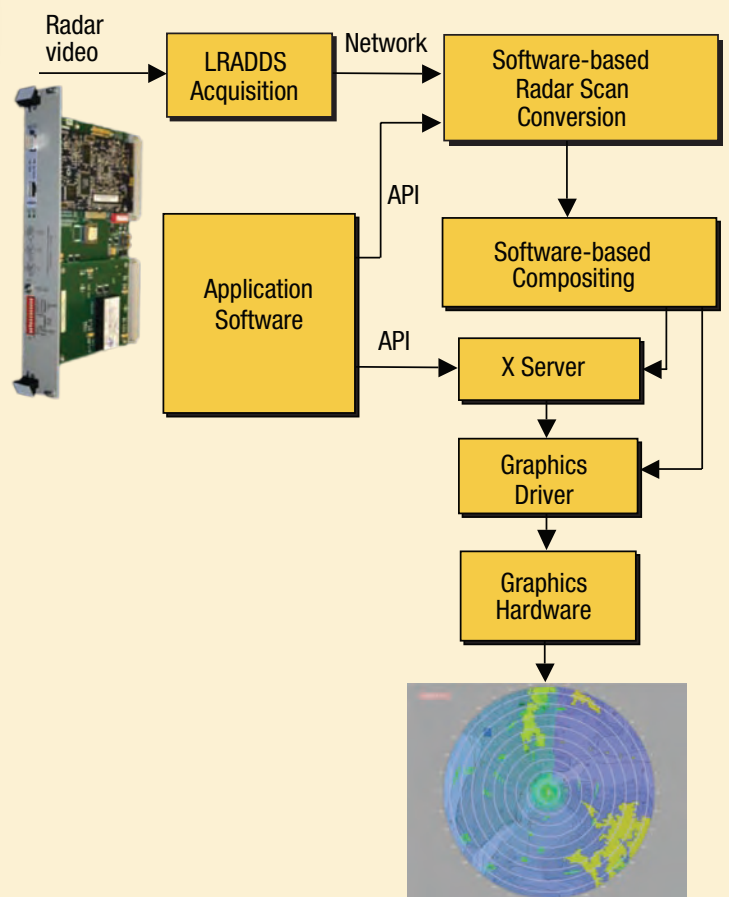 Radar
video
LRADDS
Acquisition
Network
Software-based
Radar Scan
Conversion
API
Application
Software
Software-based
Compositing
API
X Server
Graphics
Driver
Graphics
Hardware